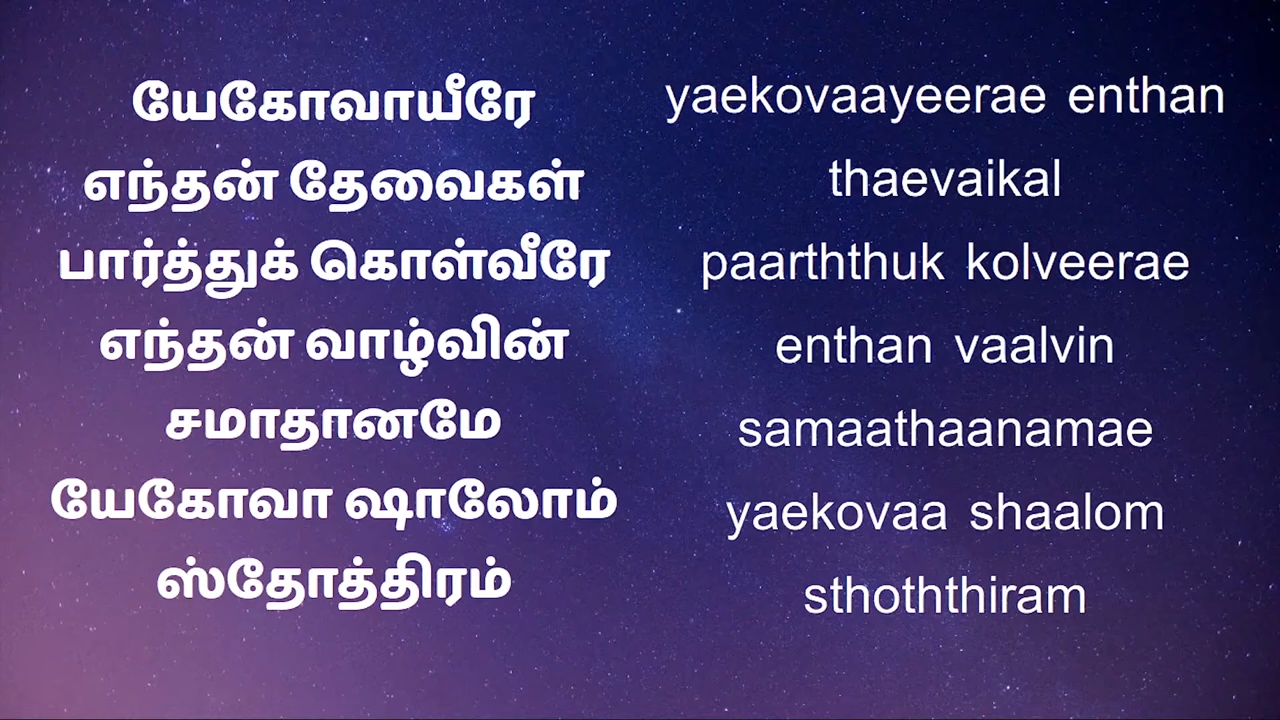 யேகோவாயீரே
எந்தன் தேவைகள்
பார்த்துக் கொள்வீரே
எந்தன் வாழ்வின்
சமாதானமே
யேகோவா ஷாலோம்
ஸ்தோத்திரம்
yaekovaayeerae enthan
thaevaikal
paarththuk kolveerae
enthan vaalvin
samaathaanamae
yaekovaa shaalom
sthoththiram